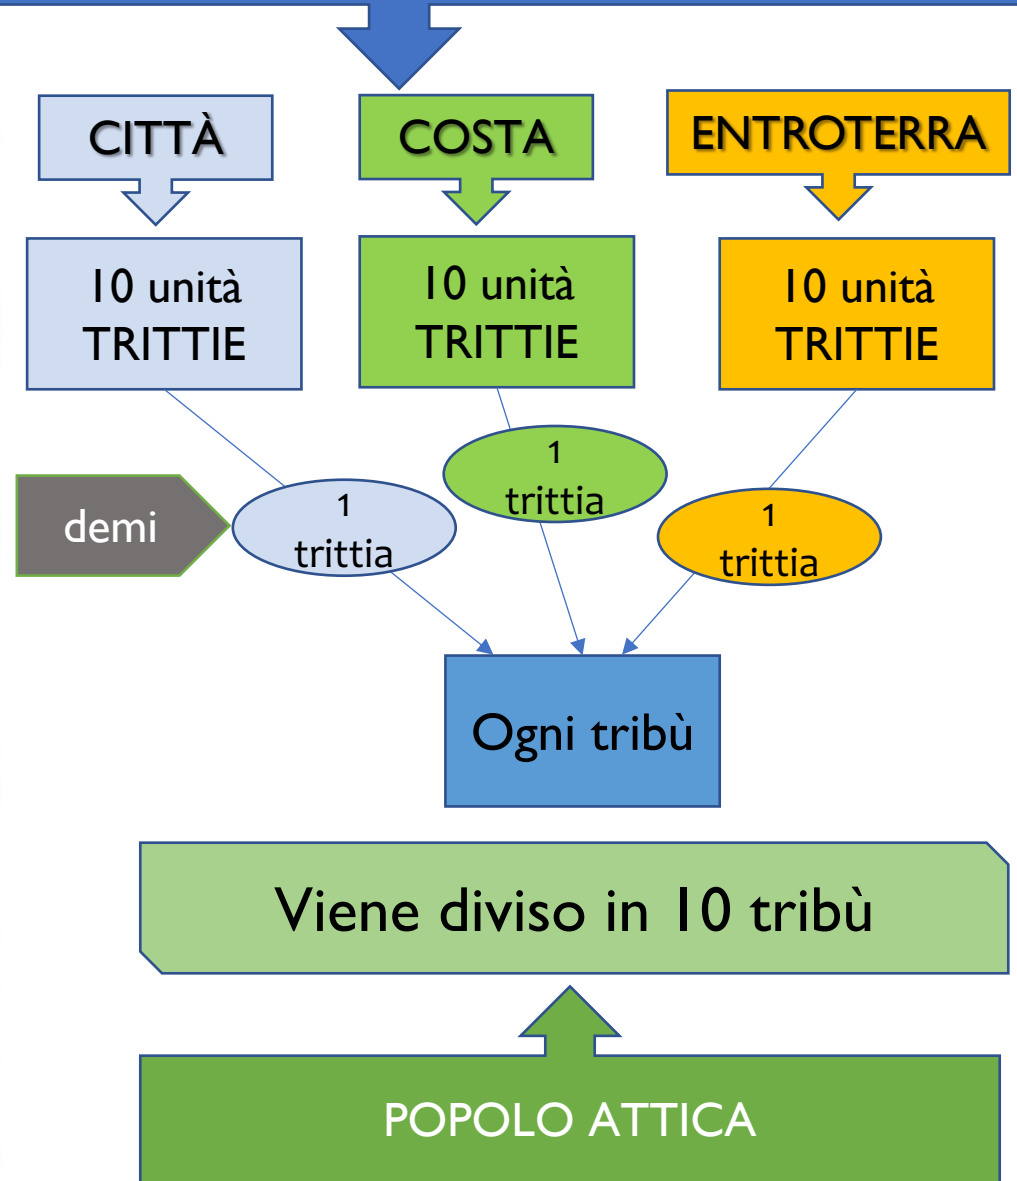 CITTÀ
COSTA
ENTROTERRA
10 unità
TRITTIE
10 unità
TRITTIE
10 unità
TRITTIE
1
trittia
demi
1
trittia
1
trittia
Ogni tribù
Viene diviso in 10 tribù
POPOLO ATTICA